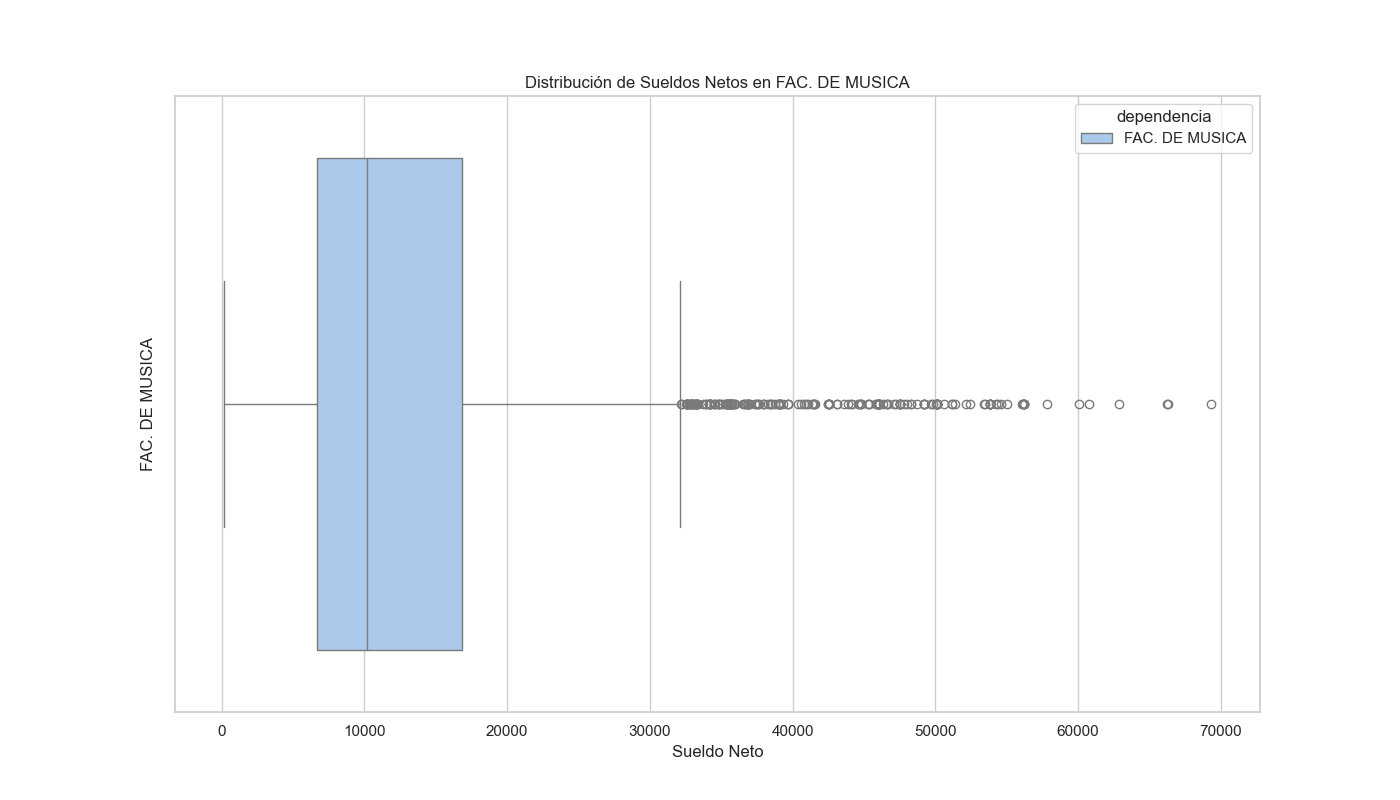 Distribución de Sueldos Netos en FAC. DE MUSICA
dependencia
FAC. DE MUSICA
FAC. DE MUSICA
0 10000 20000 30000 40000 50000 60000 70000
Sueldo Neto